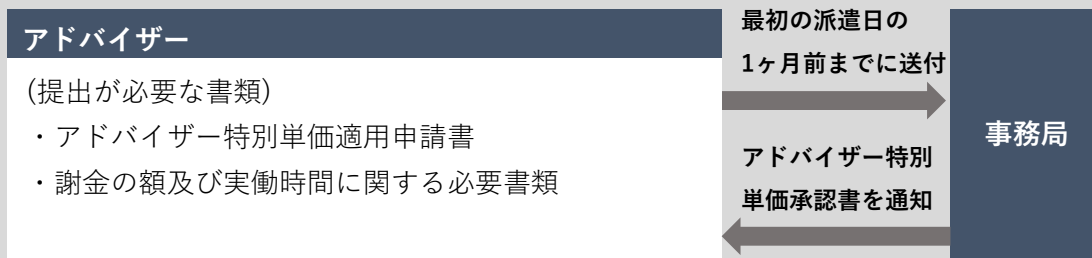 アドバイザー
(提出が必要な書類)
・アドバイザー特別単価適用申請書
・謝金の額及び実働時間に関する必要書類
最初の派遣日の
1ヶ月前までに送付
アドバイザー特別
単価承認書を通知
事務局